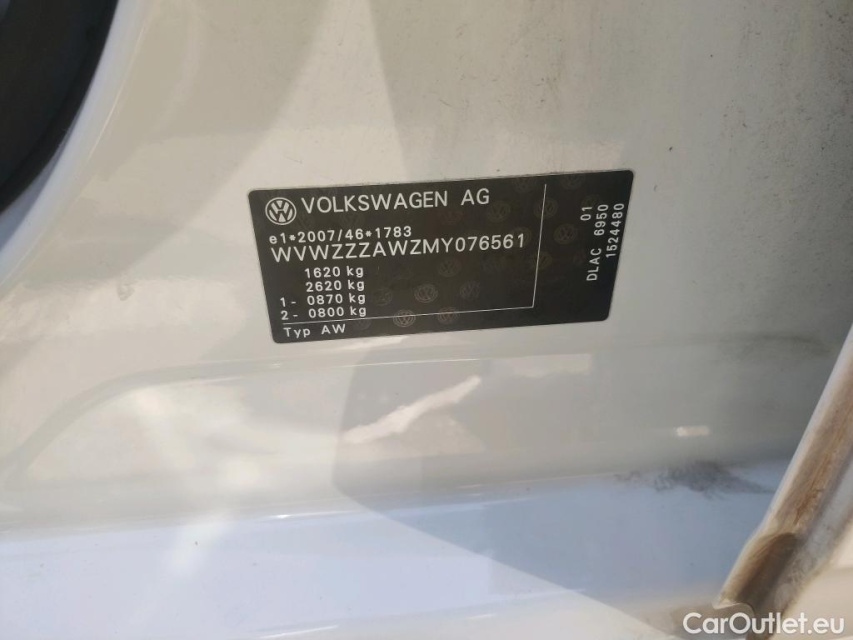 VOLKSWAGEN AG
e1*2007/46*1783
WVWZZZAWZMY076561
1620 kg
2620 kg
1- 0870 kg
2- 0800 kg
Typ AW
01
DLAC 6950
1524480
CarOutlet.eu